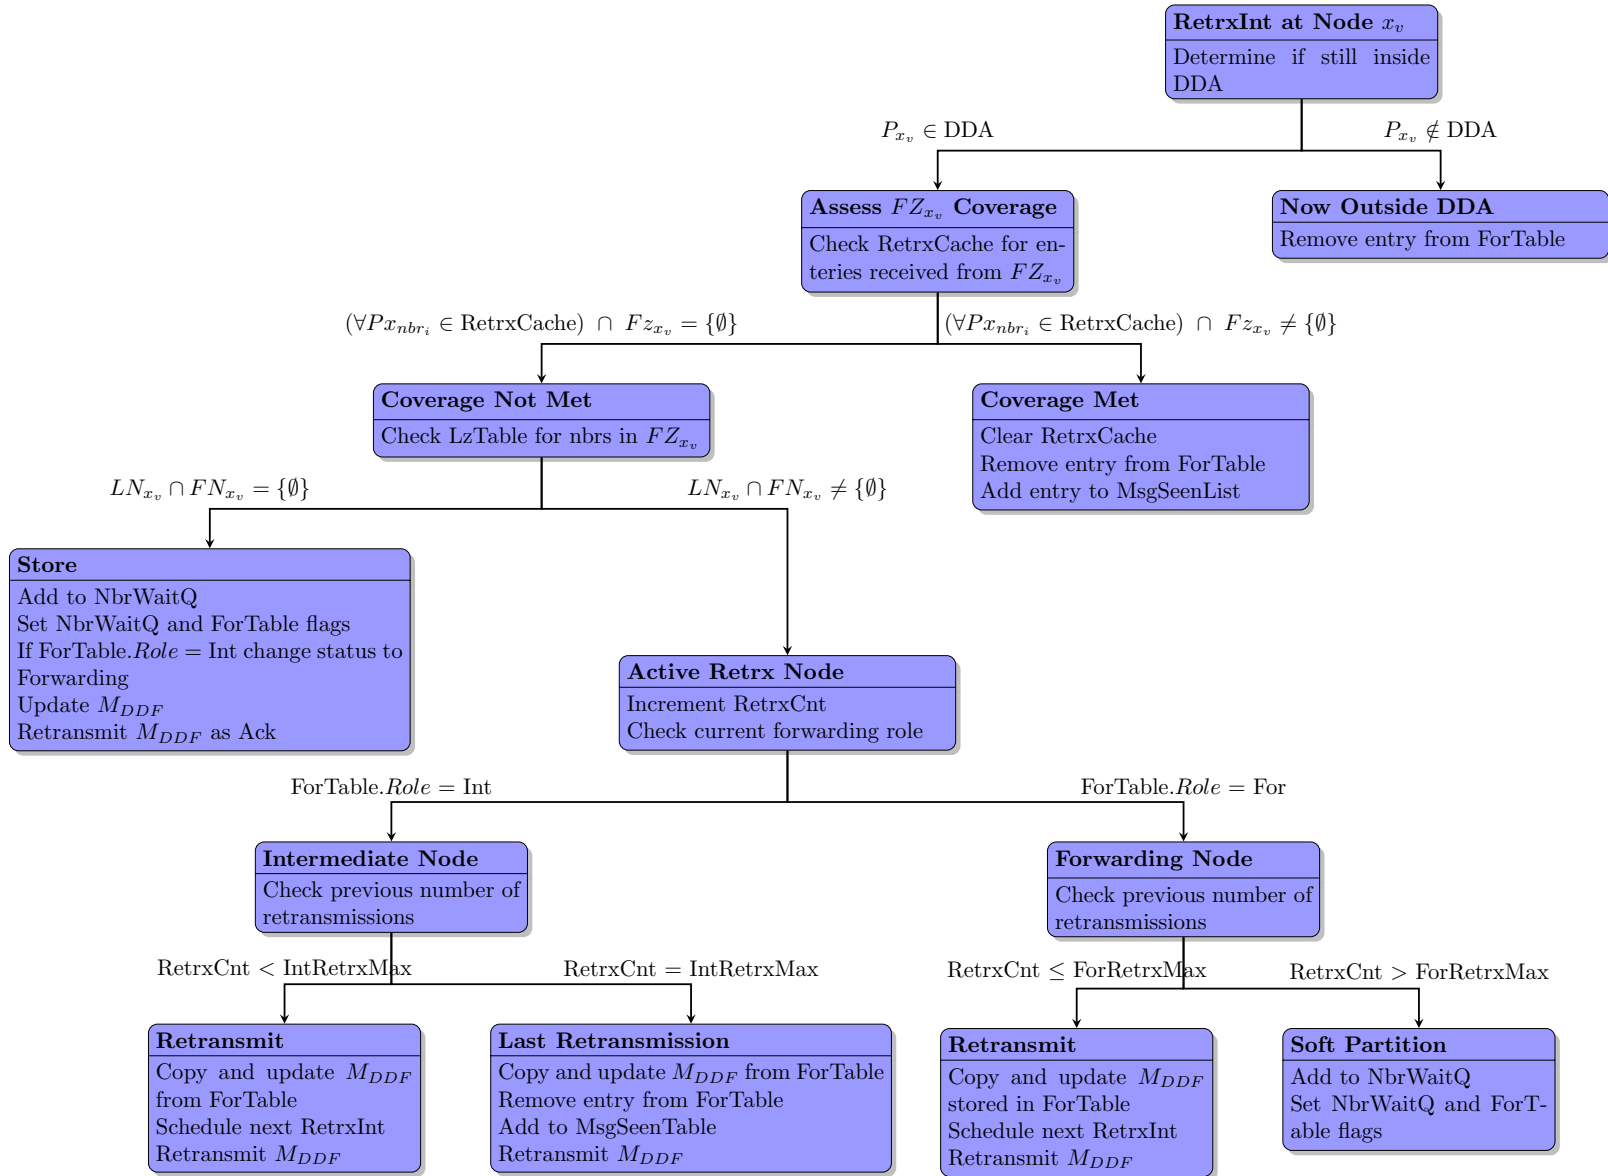 RetrxInt at Node $x_v$
Determine if still inside
DDA
$P_{x_v} \in$ DDA
$P_{x_v} \notin$ DDA
Assess $FZ_{x_v}$ Coverage
Check RetrxCache for en-
teries received from $FZ_{x_v}$
Now Outside DDA
Remove entry from ForTable
$(\forall Px_{nbr_i} \in$ RetrxCache$) \cap Fz_{x_v} = \{\emptyset\}$
$(\forall Px_{nbr_i} \in$ RetrxCache$) \cap Fz_{x_v} \neq \{\emptyset\}$
Coverage Not Met
Check LzTable for nbrs in $FZ_{x_v}$
Coverage Met
Clear RetrxCache
Remove entry from ForTable
Add entry to MsgSeenList
$LN_{x_v} \cap FN_{x_v} = \{\emptyset\}$
$LN_{x_v} \cap FN_{x_v} \neq \{\emptyset\}$
Store
Add to NbrWaitQ
Set NbrWaitQ and ForTable flags
If ForTable.$Role$ = Int change status to
Forwarding
Update $M_{DDF}$
Retransmit $M_{DDF}$ as Ack
Active Retrx Node
Increment RetrxCnt
Check current forwarding role
ForTable.$Role$ = Int
ForTable.$Role$ = For
Intermediate Node
Check previous number of
retransmissions
Forwarding Node
Check previous number of
retransmissions
RetrxCnt < IntRetrxMax
RetrxCnt = IntRetrxMax
RetrxCnt ≤ ForRetrxMax
RetrxCnt > ForRetrxMax
Retransmit
Copy and update $M_{DDF}$
from ForTable
Schedule next RetrxInt
Retransmit $M_{DDF}$
Last Retransmission
Copy and update $M_{DDF}$ from ForTable
Remove entry from ForTable
Add to MsgSeenTable
Retransmit $M_{DDF}$
Retransmit
Copy and update $M_{DDF}$
stored in ForTable
Schedule next RetrxInt
Retransmit $M_{DDF}$
Soft Partition
Add to NbrWaitQ
Set NbrWaitQ and ForT-
able flags